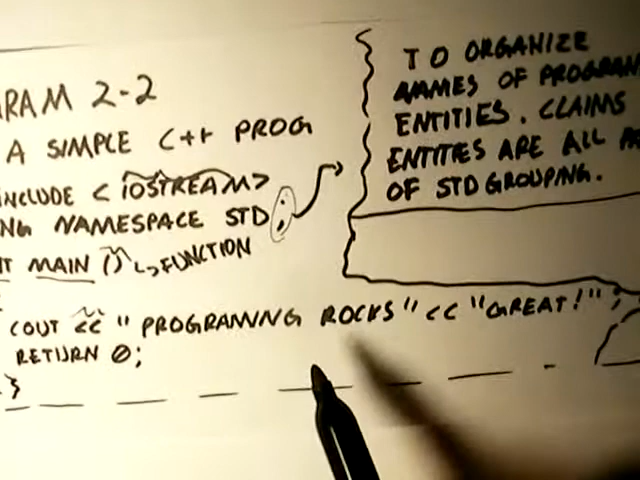 RAM 2-2
A SIMPLE C++ PROG
INCLUDE < IOSTREAM>
NG NAMESPACE STD;
T MAIN () FUNCTION
{
COUT << " PROGRAMING ROCKS" << "GREAT!";
RETURN 0;
}
TO ORGANIZE
NAMES OF PROGRAM
ENTITIES. CLAIMS
ENTITIES ARE ALL
OF STD GROUPING.